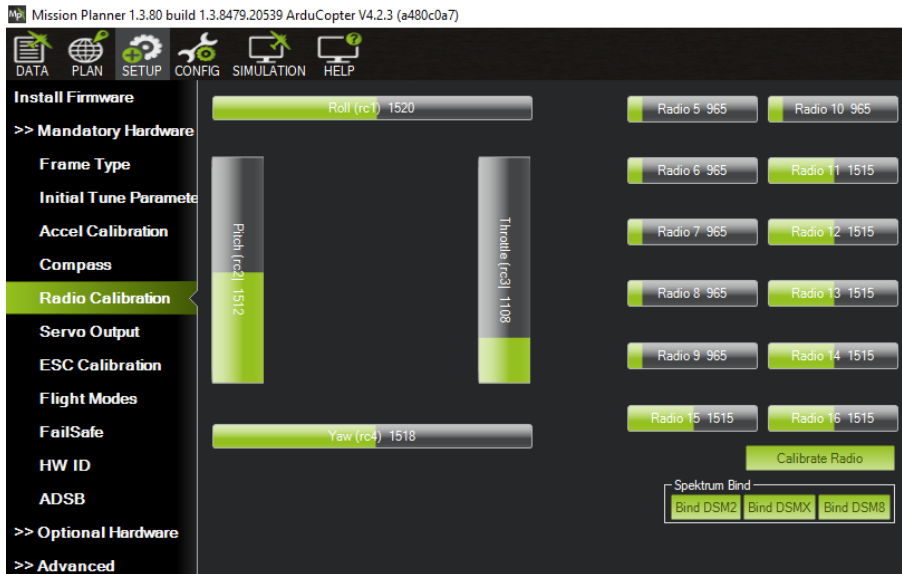 Mission Planner 1.3.80 build 1.3.8479.20539 ArduCopter V4.2.3 (a480c0a7)
DATA PLAN SETUP CONFIG SIMULATION HELP
Install Firmware
>> Mandatory Hardware
Frame Type
Initial Tune Paramete
Accel Calibration
Compass
Radio Calibration
Servo Output
ESC Calibration
Flight Modes
FailSafe
HW ID
ADSB
>> Optional Hardware
>> Advanced
Roll (rc1) 1520
Pitch (rc2) 1512
Throttle (rc3) 1108
Yaw (rc4) 1518
Radio 5 965
Radio 10 965
Radio 6 965
Radio 11 1515
Radio 7 965
Radio 12 1515
Radio 8 965
Radio 13 1515
Radio 9 965
Radio 14 1515
Radio 15 1515
Radio 16 1515
Calibrate Radio
Spektrum Bind
Bind DSM2 Bind DSMX Bind DSM8